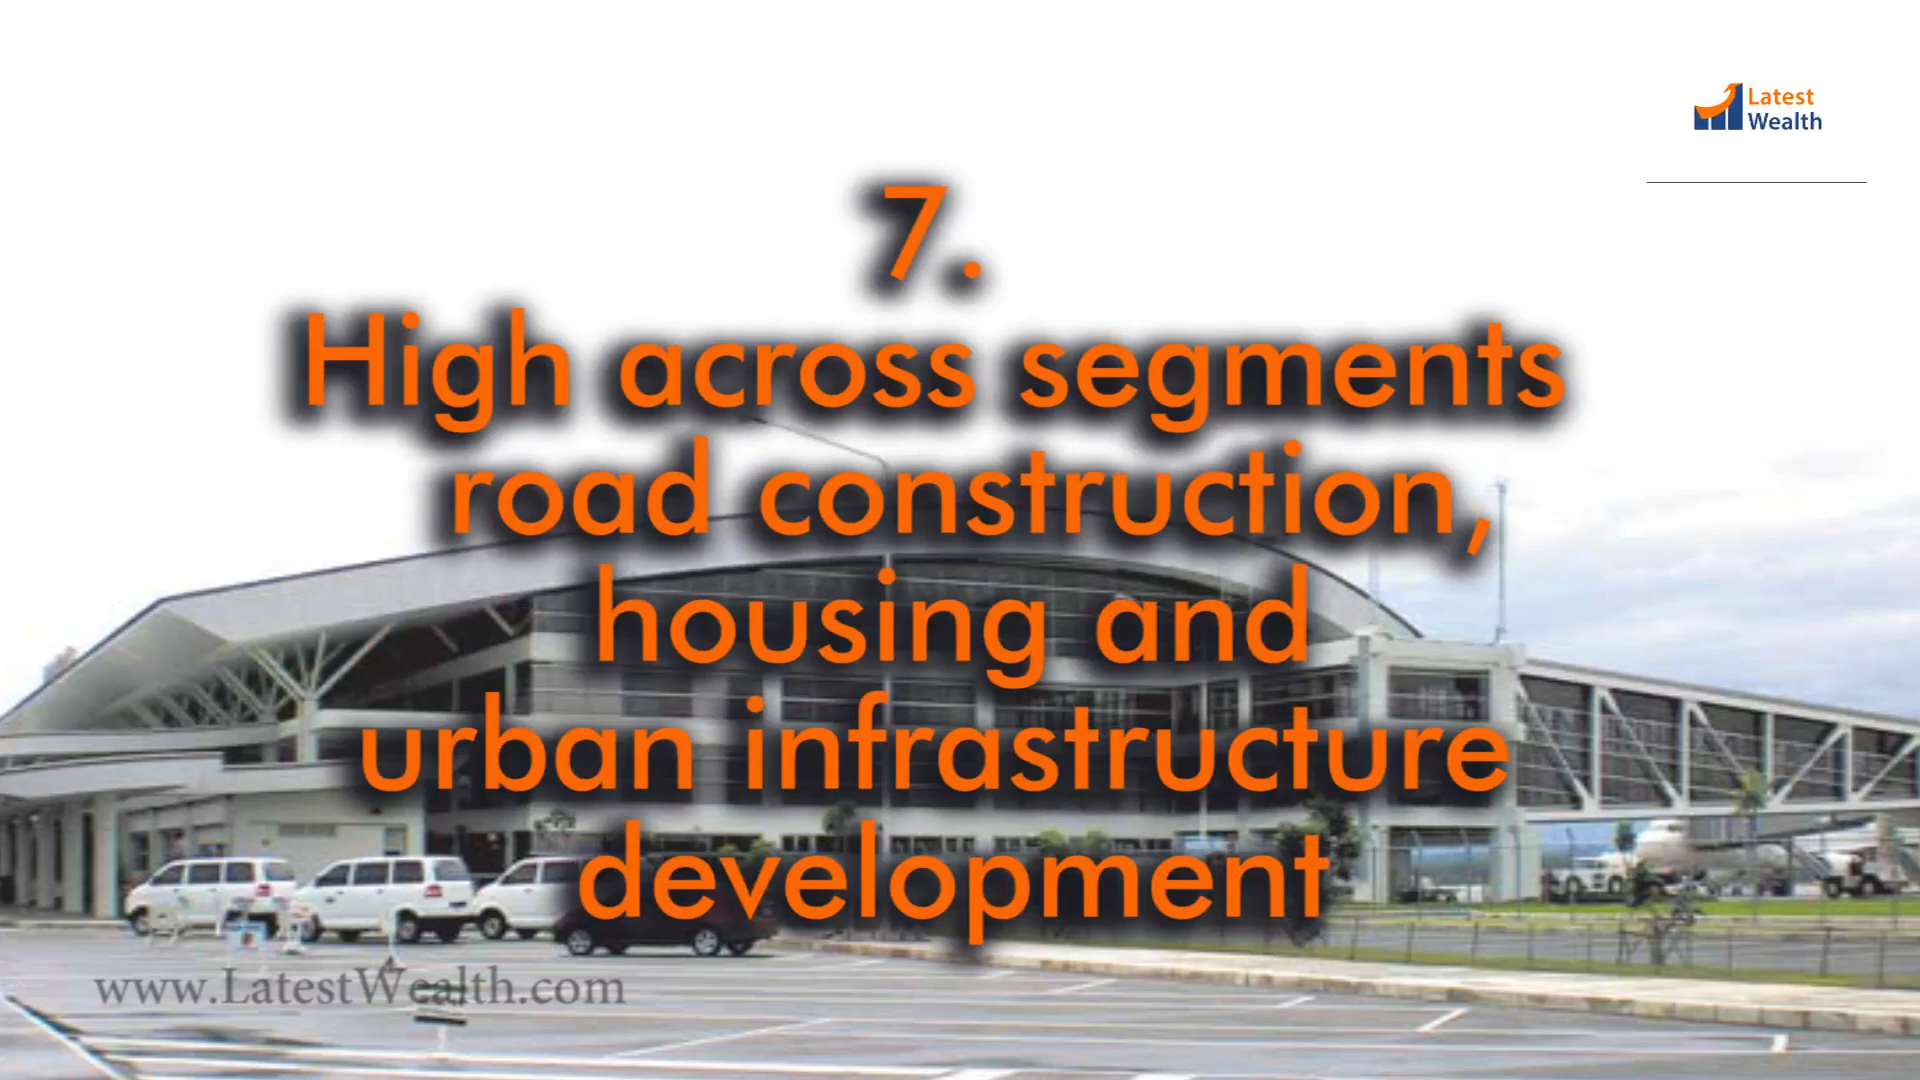 Latest
Wealth
7.
High across segments
road construction,
housing and
urban infrastructure
development
www.LatestWealth.com